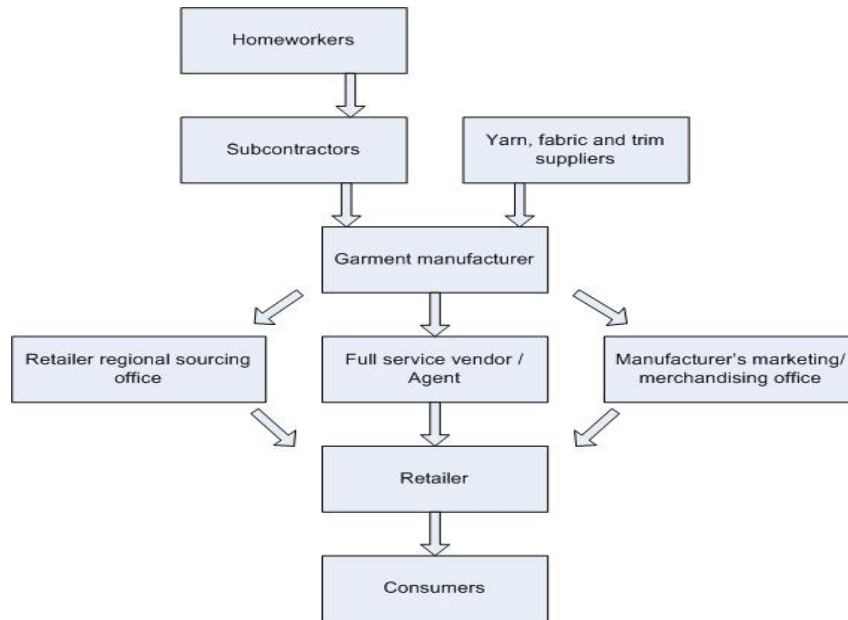 Homeworkers
Subcontractors
Yarn, fabric and trim
suppliers
Garment manufacturer
Retailer regional sourcing
office
Full service vendor /
Agent
Manufacturer's marketing/
merchandising office
Retailer
Consumers